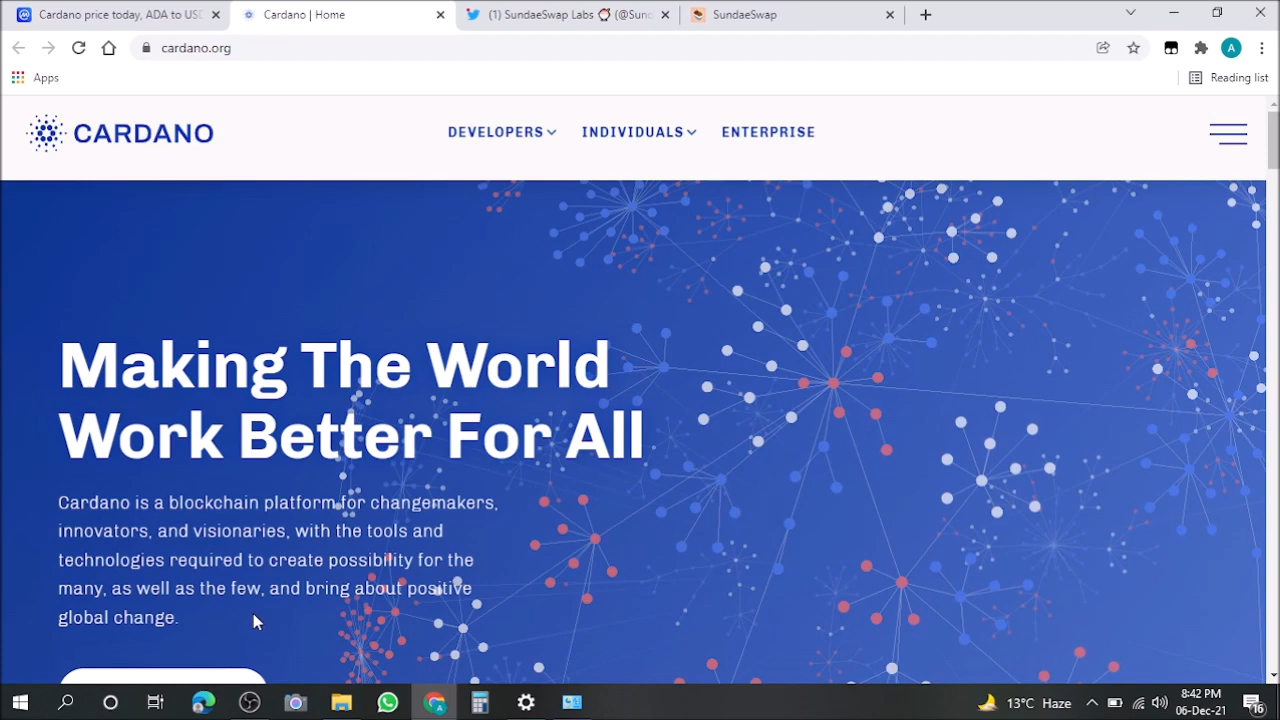 Cardano price today, ADA to USD
Cardano | Home
(1) SundaeSwap Labs (@Sund
SundaeSwap
cardano.org
A
Apps
Reading list
CARDANO
DEVELOPERS
INDIVIDUALS
ENTERPRISE
Making The World
Work Better For All
Cardano is a blockchain platform for changemakers,
innovators, and visionaries, with the tools and
technologies required to create possibility for the
many, as well as the few, and bring about positive
global change.
13°C Haze
8:42 PM
06-Dec-21
16